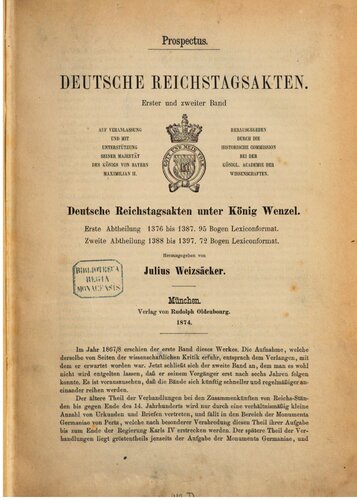 Prospectus.
DEUTSCHE REICHSTAGSAKTEN.
Erster und zweiter Band
AUF VERANLASSUNG
UND MIT
UNTERSTÜTZUNG
SEINER MAJESTÄT
DES KÖNIGS VON BAYERN
MAXIMILIAN II.
HERAUSGEGEBEN
DURCH DIE
HISTORISCHE COMMISSION
BEI DER
KÖNIGL. ACADEMIE DER
WISSENSCHAFTEN.
Deutsche Reichstagsakten unter König Wenzel.
Erste Abtheilung 1376 bis 1387. 95 Bogen Lexiconformat.
Zweite Abtheilung 1388 bis 1397. 72 Bogen Lexiconformat.
Herausgegeben von
Julius Weizsäcker.
BIBLIOTHECA
REGIA
MONACENSIS
München.
Verlag von Rudolph Oldenbourg.
1874.
Im Jahr 1867/8 erschien der erste Band dieses Werkes. Die Aufnahme, welche
derselbe von Seiten der wissenschaftlichen Kritik erfuhr, entsprach dem Verlangen, mit
dem er erwartet worden war. Jetzt schließt sich der zweite Band an, dem man es wohl
nicht wird entgelten lassen, daß er seinem Vorgänger erst nach sechs Jahren folgen
konnte. Es ist vorauszusehen, daß die Bände sich künftig schneller und regelmäßiger an
einander reihen werden.
Der ältere Theil der Verhandlungen bei den Zusammenkünften von Reichs-Stän-
den bis gegen Ende des 14. Jahrhunderts wird nur durch eine verhältnismäßig kleine
Anzahl von Urkunden und Briefen vertreten, und fällt in den Bereich der Monumenta
Germaniae von Pertz, welche nach besonderer Verabredung diesen Theil ihrer Aufgabe
bis zum Ende der Regierung Karls IV erstrecken werden. Der spätere Theil der Ver-
handlungen liegt größtentheils jenseits der Aufgabe der Monumenta Germaniae, und